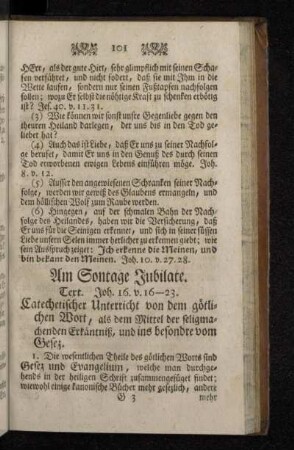 101
HErr, als der gute Hirt, sehr glimpflich mit seinen Scha-
fen verfähret, und nicht fodert, daß sie mit Ihm in die
Wette laufen, sondern nur seinen Fußtapfen nachfolgen
sollen; wozu Er selbst die nöhtige Kraft zu schenken erbötig
ist? Jes. 40. v. 11. 31.
(3) Wie können wir sonst unsre Gegenliebe gegen den
theuren Heiland darlegen, der uns bis in den Tod ge-
liebet hat?
(4) Auch das ist Liebe, daß Er uns zu seiner Nachfol-
ge berufet, damit Er uns in den Genuß des durch seinen
Tod erworbenen ewigen Lebens einführen möge. Joh.
8. v. 12.
(5) Ausser den angewiesenen Schranken seiner Nach-
folge, werden wir gewiß des Glaubens ermangeln, und
dem höllischen Wolf zum Raube werden.
(6) Hingegen, auf der schmalen Bahn der Nach-
folge des Heilandes, haben wir die Versicherung, daß
Er uns für die Seinigen erkennet, und sich in seiner süssen
Liebe unsern Seelen immer herlicher zu erkennen giebt; wie
sein Ausspruch zeiget: Ich erkenne die Meinen, und
bin bekant den Meinen. Joh. 10. v. 27. 28.
Am Sontage Jubilate.
Text. Joh. 16. v. 16—23.
Catechetischer Unterricht von dem götli-
chen Wort, als dem Mittel der seligma-
chenden Erkäntniß, und ins besondre vom
Gesez.
1. Die wesentlichen Theile des götlichen Worts sind
Gesez und Evangelium, welche man durchge-
hends in der heiligen Schrift zusammengefüget findet;
wiewohl einige kanonische Bücher mehr gesezlich, andere
G 3 mehr